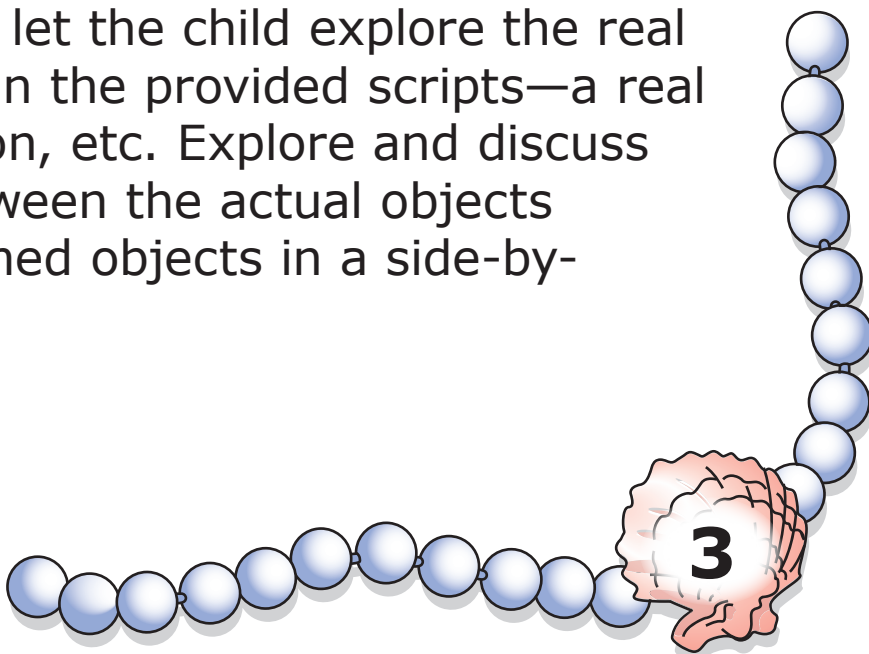 let the child explore the real
n the provided scripts—a real
on, etc. Explore and discuss
ween the actual objects
ned objects in a side-by-
3